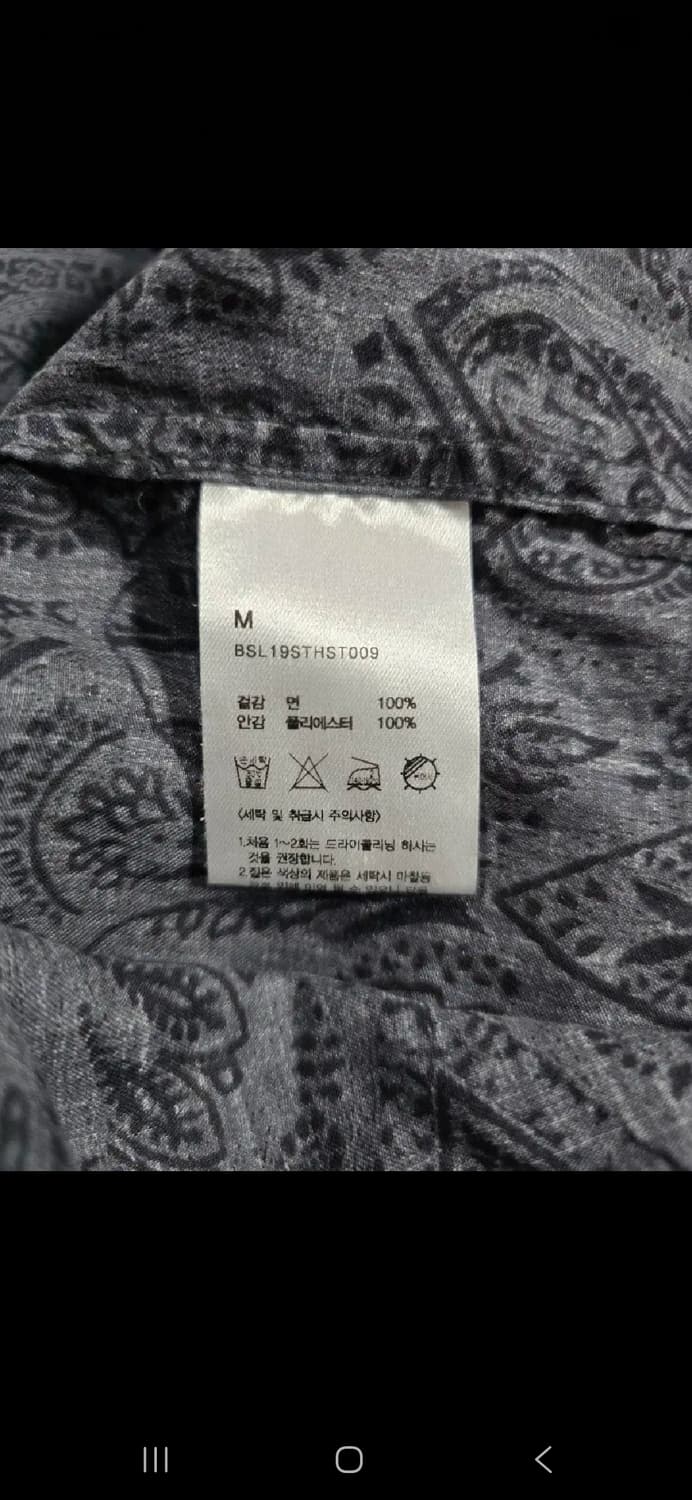 M
BSL19STHST009
겉감 면 100%
안감 폴리에스터 100%
손세탁
<세탁 및 취급시 주의사항>
1.처음 1~2회는 드라이클리닝 하시는
것을 권장합니다.
2.짙은 색상의 제품은 세탁시 마찰등